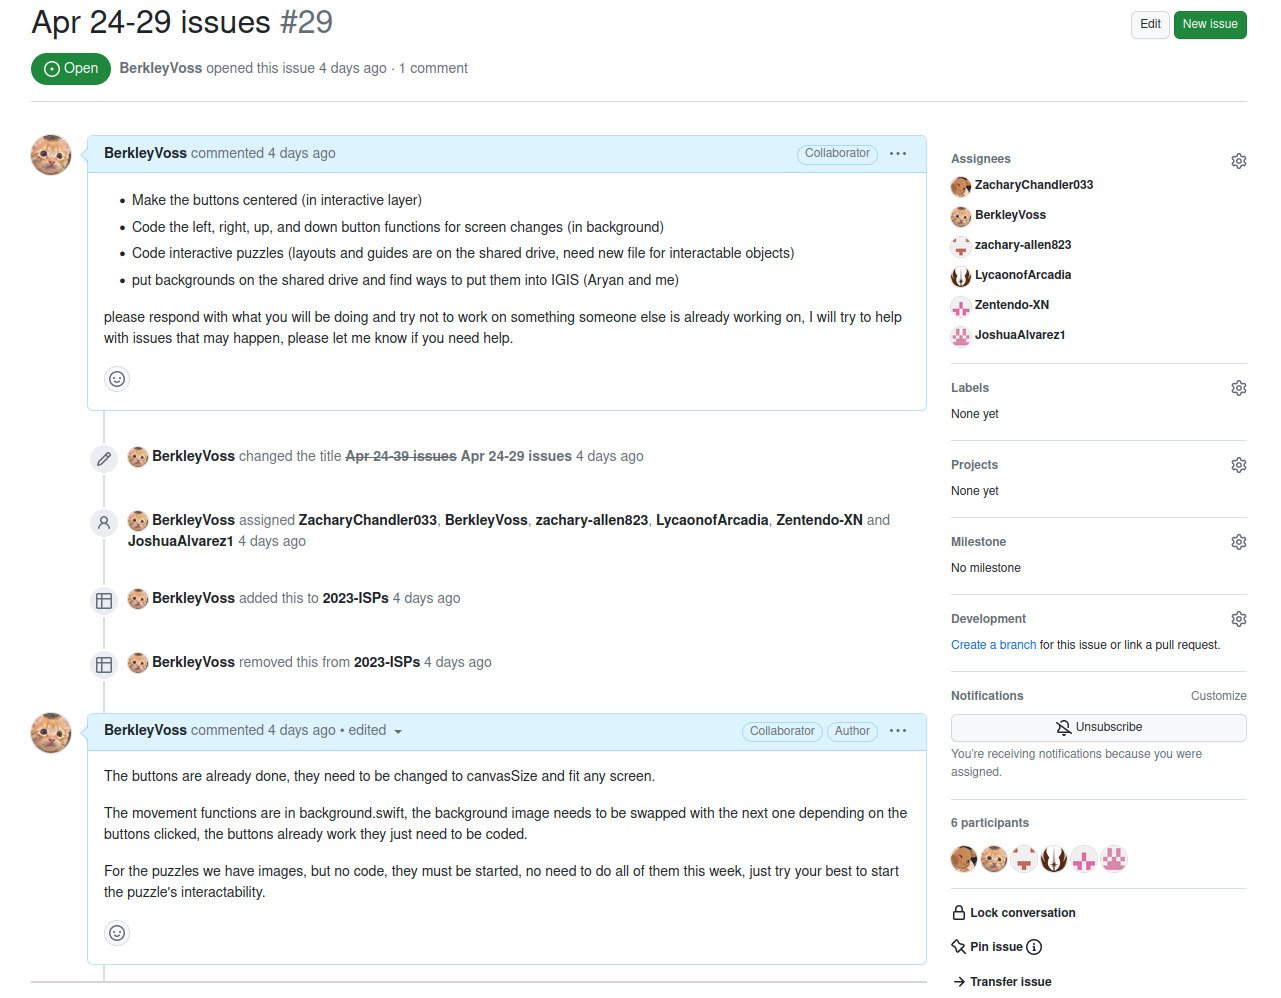 Apr 24-29 issues #29
Edit
New issue
Open
BerkleyVoss opened this issue 4 days ago · 1 comment
BerkleyVoss commented 4 days ago
Collaborator
• Make the buttons centered (in interactive layer)
• Code the left, right, up, and down button functions for screen changes (in background)
• Code interactive puzzles (layouts and guides are on the shared drive, need new file for interactable objects)
• put backgrounds on the shared drive and find ways to put them into IGIS (Aryan and me)
please respond with what you will be doing and try not to work on something someone else is already working on, I will try to help
with issues that may happen, please let me know if you need help.
BerkleyVoss changed the title Apr 24-39 issues Apr 24-29 issues 4 days ago
BerkleyVoss assigned ZacharyChandler033, BerkleyVoss, zachary-allen823, LycaonofArcadia, Zentendo-XN and
JoshuaAlvarez1 4 days ago
BerkleyVoss added this to 2023-ISPs 4 days ago
BerkleyVoss removed this from 2023-ISPs 4 days ago
BerkleyVoss commented 4 days ago • edited
Collaborator
Author
The buttons are already done, they need to be changed to canvasSize and fit any screen.
The movement functions are in background.swift, the background image needs to be swapped with the next one depending on the
buttons clicked, the buttons already work they just need to be coded.
For the puzzles we have images, but no code, they must be started, no need to do all of them this week, just try your best to start
the puzzle's interactability.
Assignees
ZacharyChandler033
BerkleyVoss
zachary-allen823
LycaonofArcadia
Zentendo-XN
JoshuaAlvarez1
Labels
None yet
Projects
None yet
Milestone
No milestone
Development
Create a branch for this issue or link a pull request.
Notifications
Customize
Unsubscribe
You're receiving notifications because you were
assigned.
6 participants
Lock conversation
Pin issue
Transfer issue